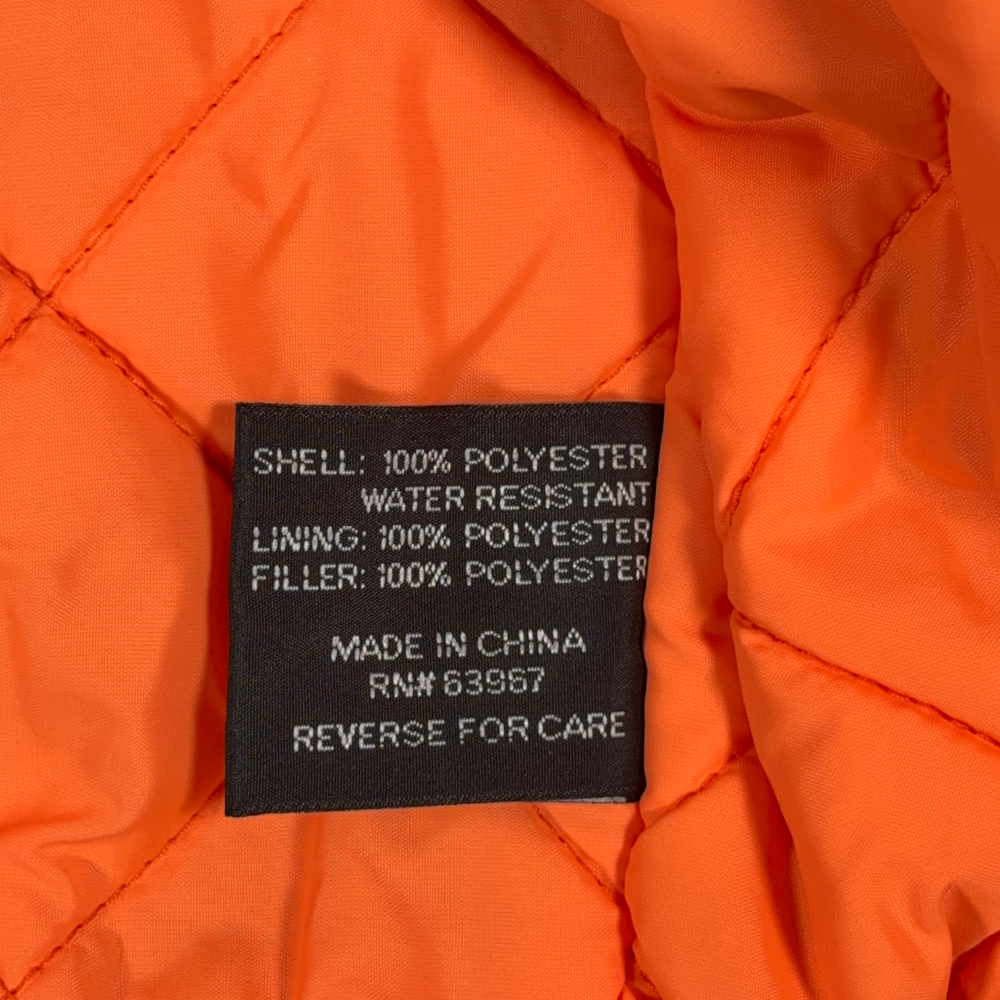 SHELL: 100% POLYESTER
WATER RESISTANT
LINING: 100% POLYESTER
FILLER: 100% POLYESTER
MADE IN CHINA
RN# 63967
REVERSE FOR CARE